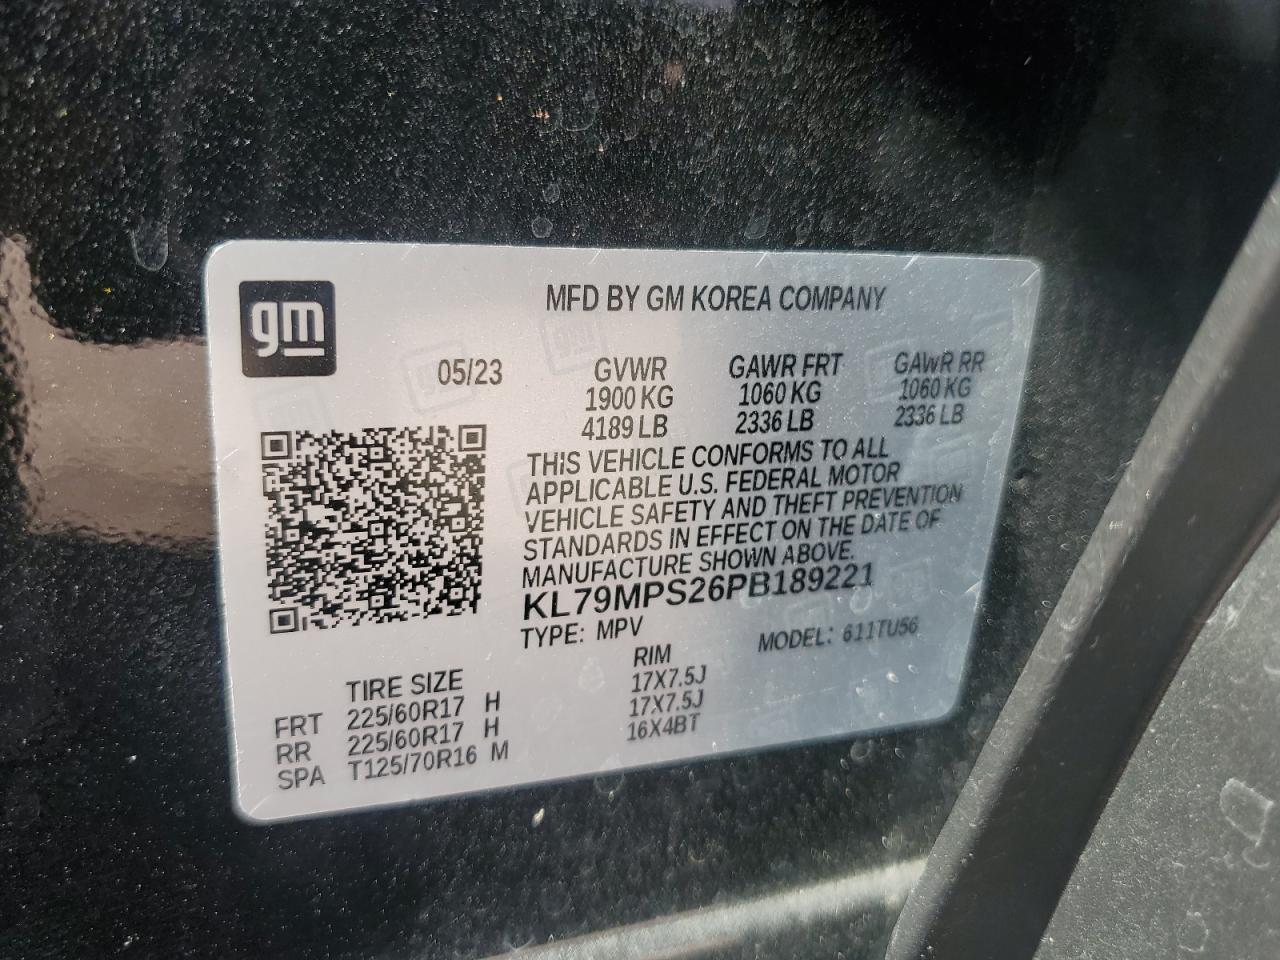 gm
MFD BY GM KOREA COMPANY
05/23 GVWR GAWR FRT GAWR RR
1900 KG 1060 KG 1060 KG
4189 LB 2336 LB 2336 LB
THIS VEHICLE CONFORMS TO ALL
APPLICABLE U.S. FEDERAL MOTOR
VEHICLE SAFETY AND THEFT PREVENTION
STANDARDS IN EFFECT ON THE DATE OF
MANUFACTURE SHOWN ABOVE.
KL79MPS26PB189221
TYPE: MPV MODEL: 611TU56
TIRE SIZE RIM
FRT 225/60R17 H 17X7.5J
RR 225/60R17 H 17X7.5J
SPA T125/70R16 M 16X4BT